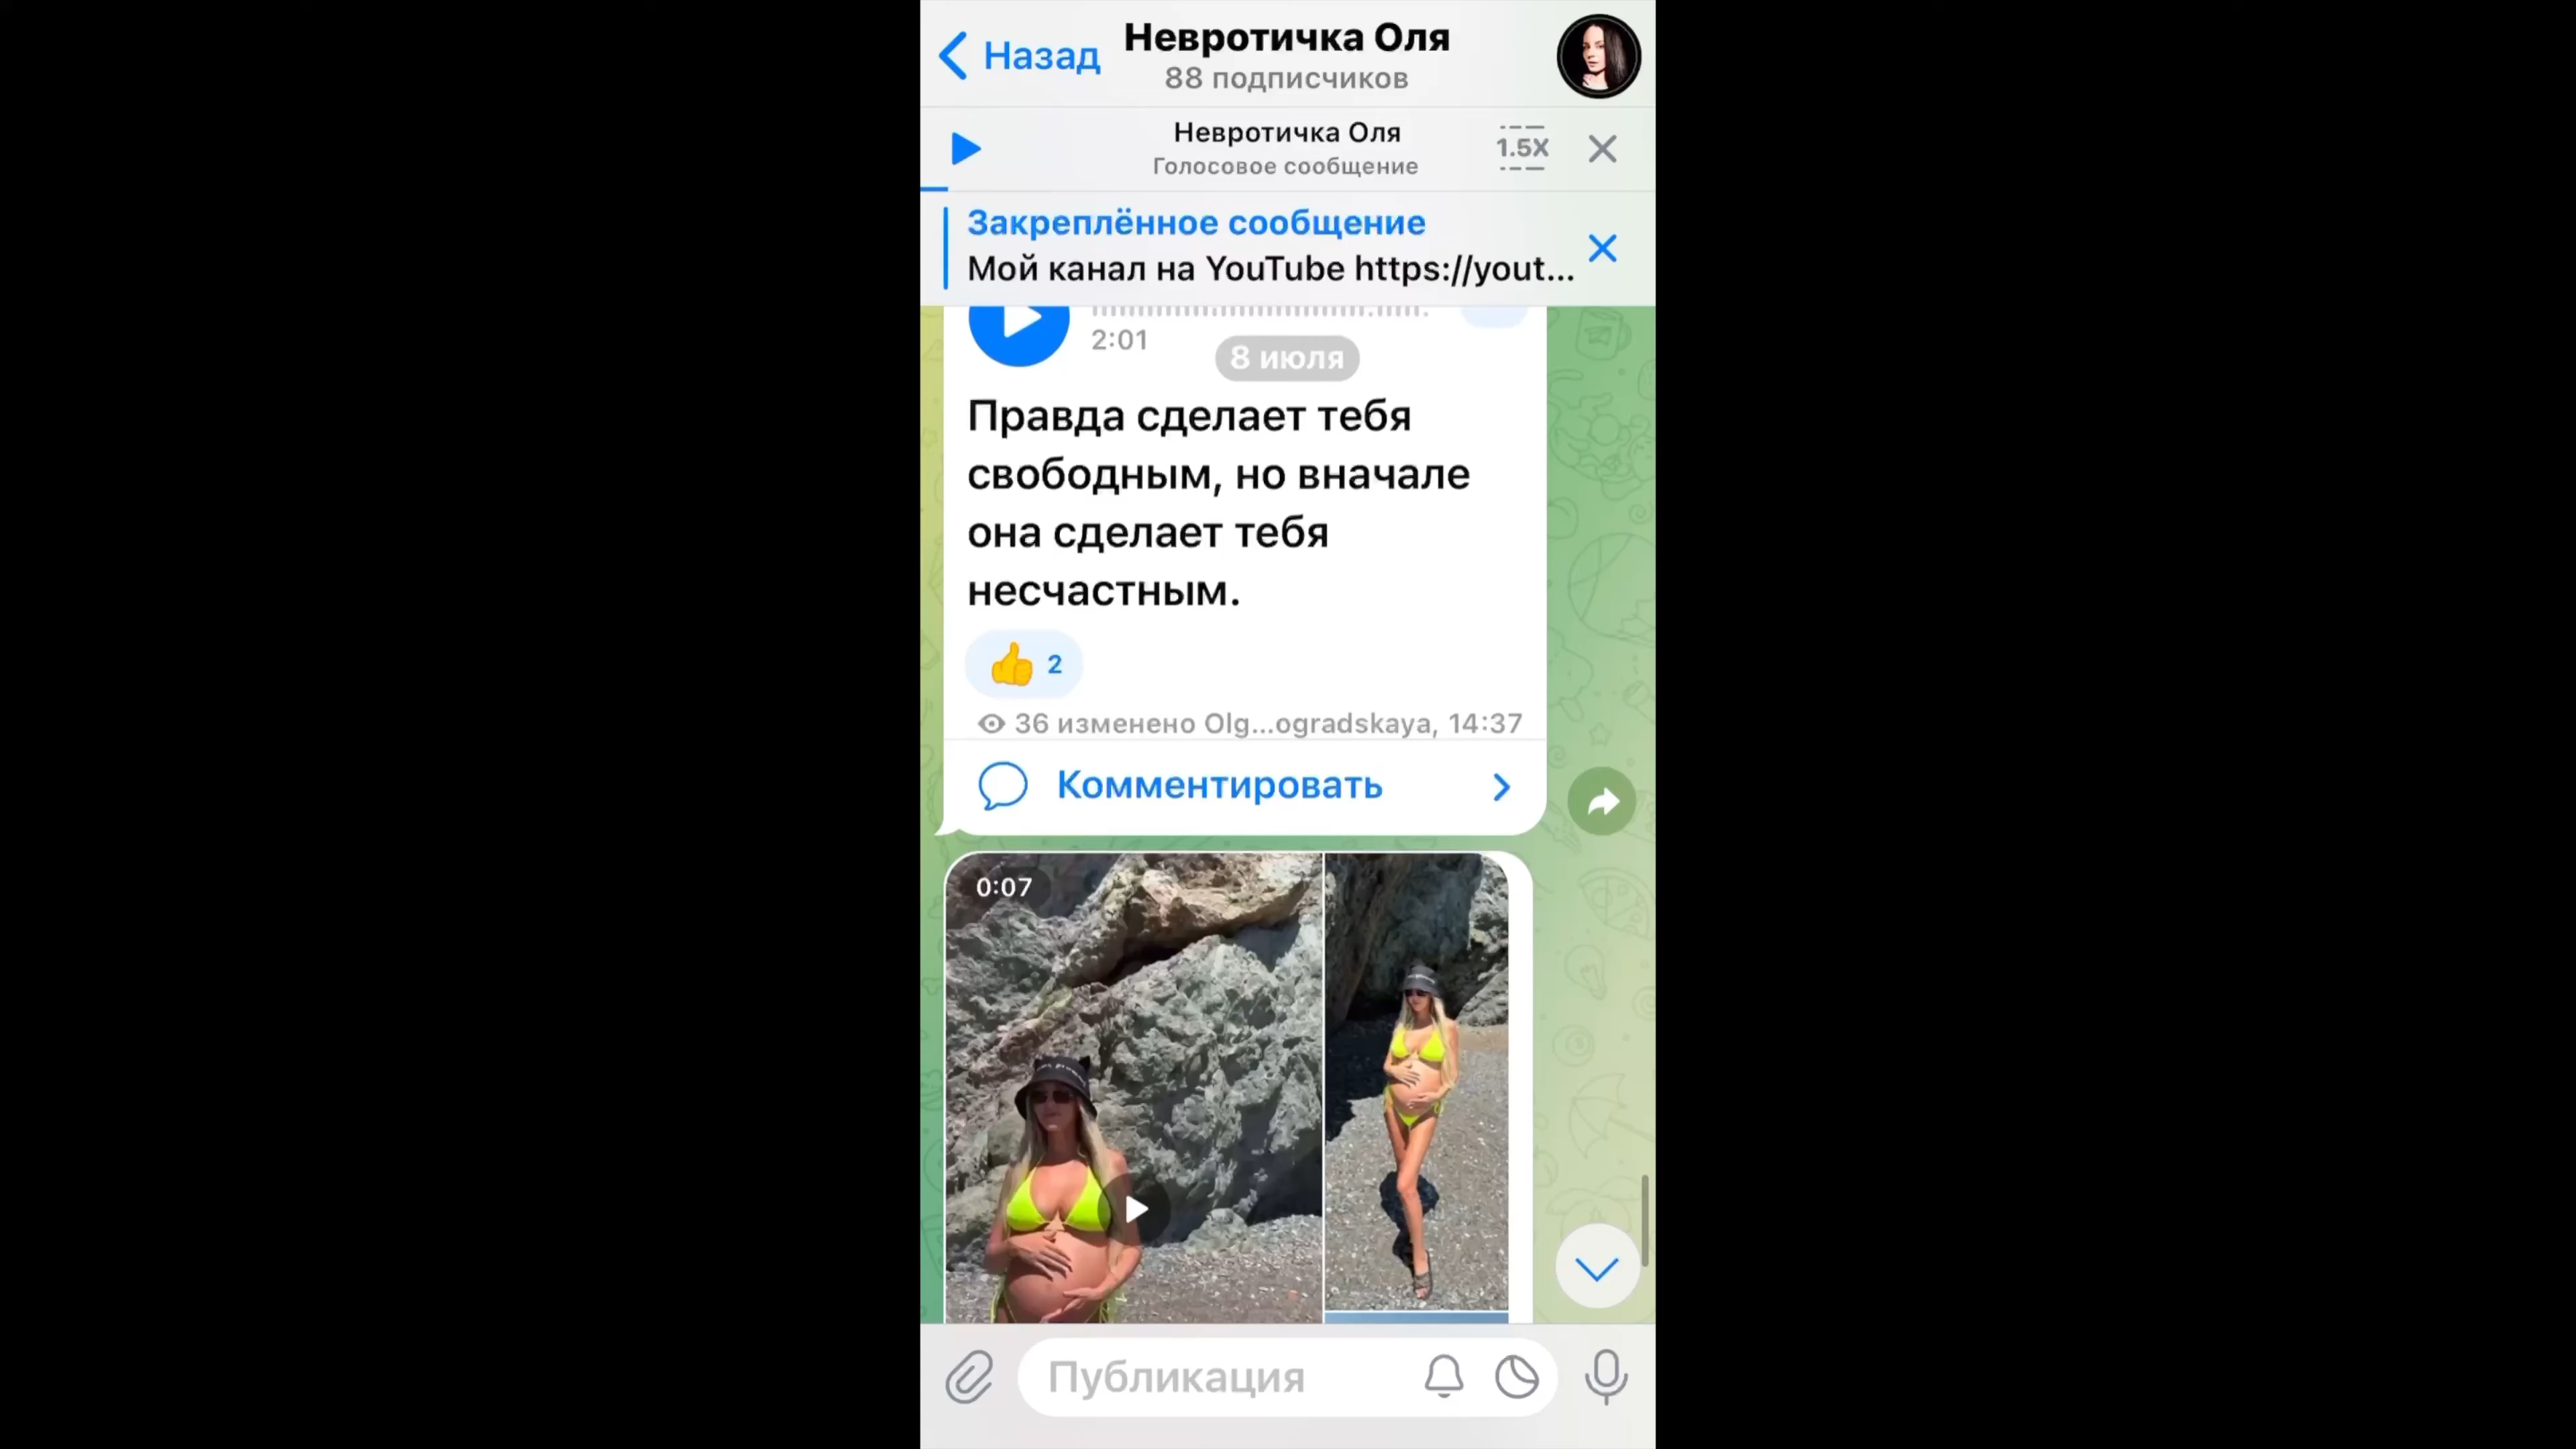 Назад
Невротичка Оля
88 подписчиков
Невротичка Оля
Голосовое сообщение
1.5X
Закреплённое сообщение
Мой канал на YouTube https://yout...
2:01
8 июля
Правда сделает тебя
свободным, но вначале
она сделает тебя
несчастным.
2
36 изменено Olg...ogradskaya, 14:37
Комментировать
0:07
Публикация